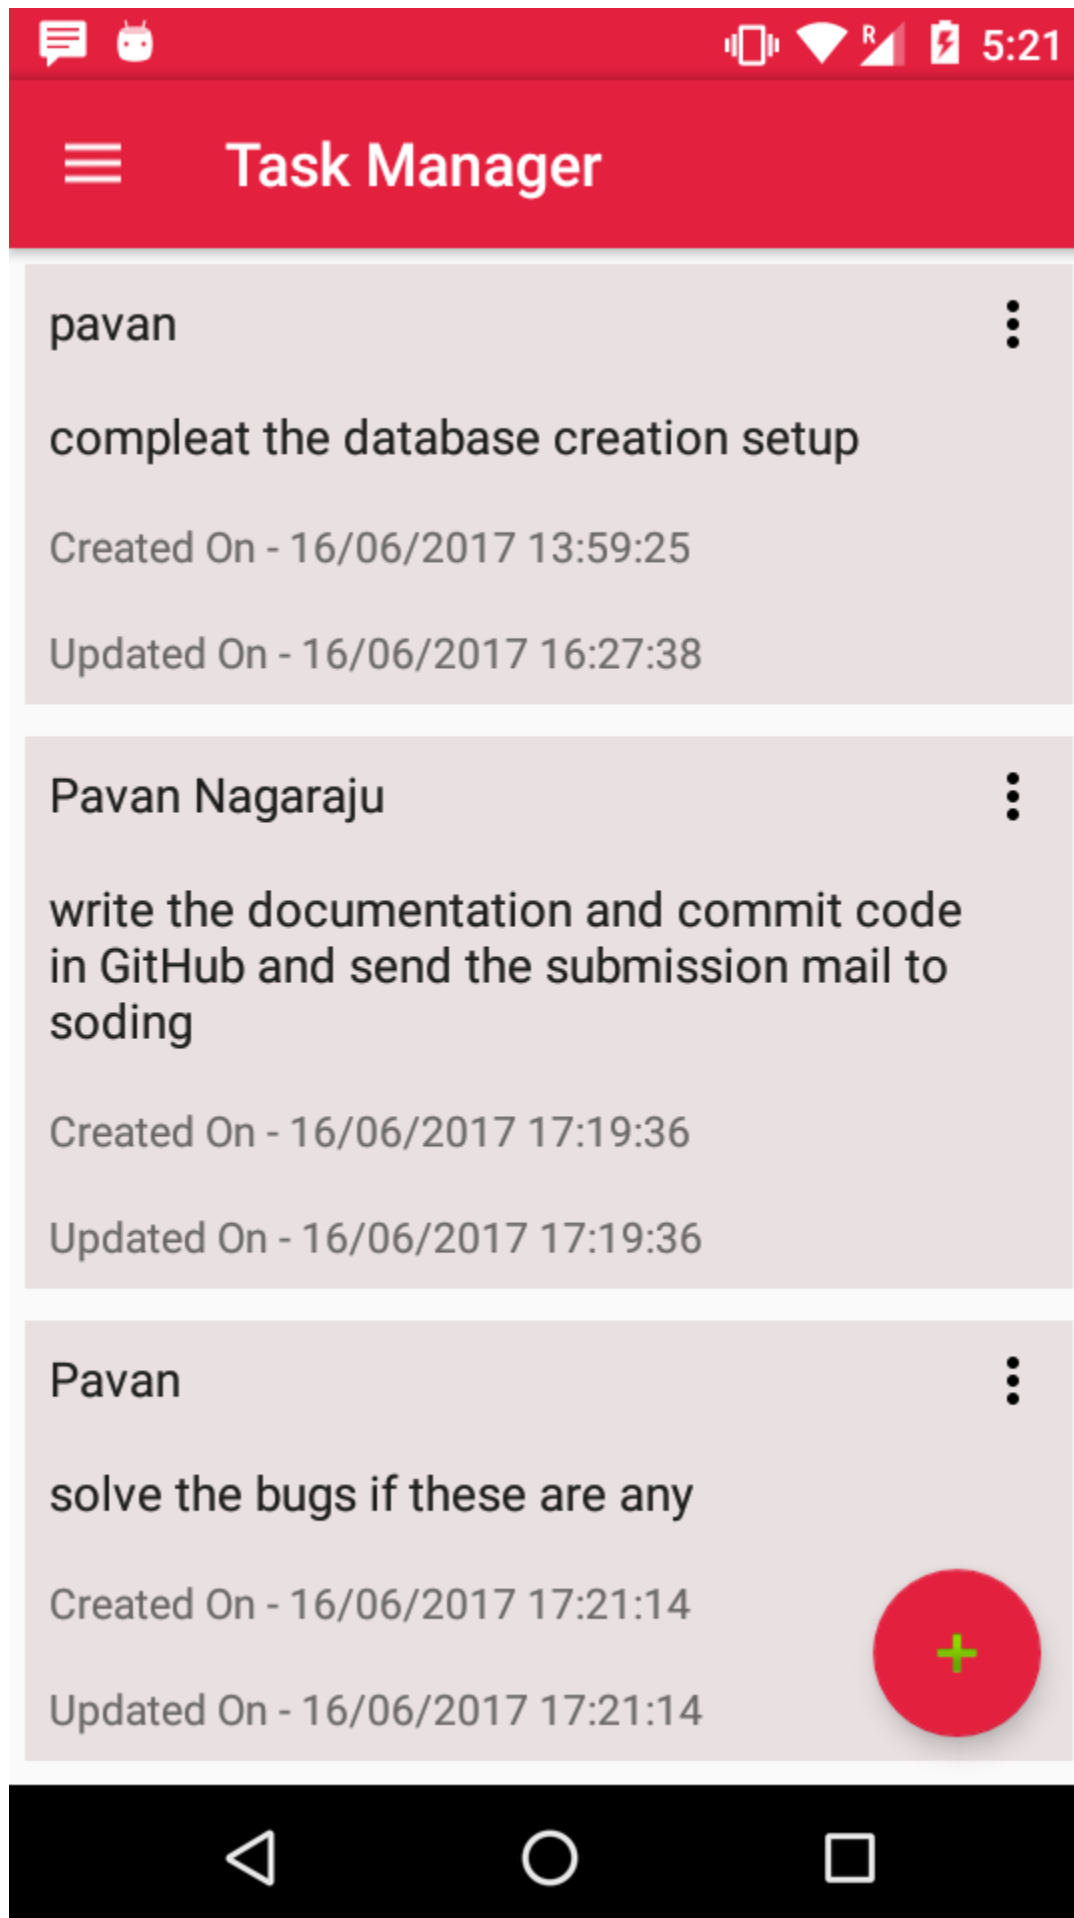 R 5:21
Task Manager
pavan
compleat the database creation setup
Created On - 16/06/2017 13:59:25
Updated On - 16/06/2017 16:27:38
Pavan Nagaraju
write the documentation and commit code
in GitHub and send the submission mail to
soding
Created On - 16/06/2017 17:19:36
Updated On - 16/06/2017 17:19:36
Pavan
solve the bugs if these are any
Created On - 16/06/2017 17:21:14
Updated On - 16/06/2017 17:21:14
+